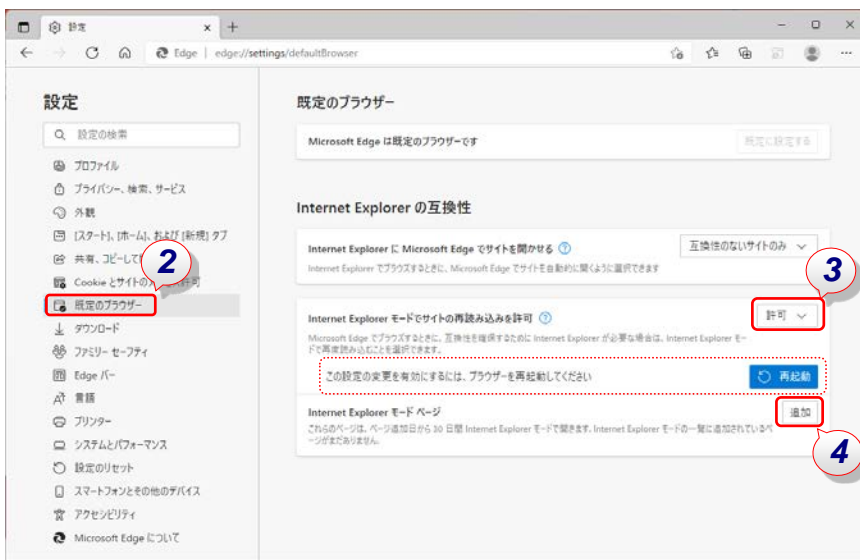 設定
Edge | edge://settings/defaultBrowser
設定
設定の検索
プロファイル
プライバシー、検索、サービス
外観
[スタート]、[ホーム]、および [新規] タブ
共有、コピーして
Cookie とサイトの
既定のブラウザー
ダウンロード
ファミリー セーフティ
Edge バー
言語
プリンター
システムとパフォーマンス
設定のリセット
スマートフォンとその他のデバイス
アクセシビリティ
Microsoft Edge について
2
既定のブラウザー
Microsoft Edge は既定のブラウザーです
既定に設定する
Internet Explorer の互換性
Internet Explorer に Microsoft Edge でサイトを開かせる
互換性のないサイトのみ
Internet Explorer でブラウズするときに、Microsoft Edge でサイトを自動的に開くように選択できます
3
Internet Explorer モードでサイトの再読み込みを許可
許可
Microsoft Edge でブラウズするときに、互換性を確保するために Internet Explorer が必要な場合は、Internet Explorer モー
ドで再度読み込むことを選択できます。
この設定の変更を有効にするには、ブラウザーを再起動してください
再起動
Internet Explorer モード ページ
追加
これらのページは、ページ追加日から 30 日間 Internet Explorer モードで開きます。Internet Explorer モードの一覧に追加されているペ
ージがまだありません。
4